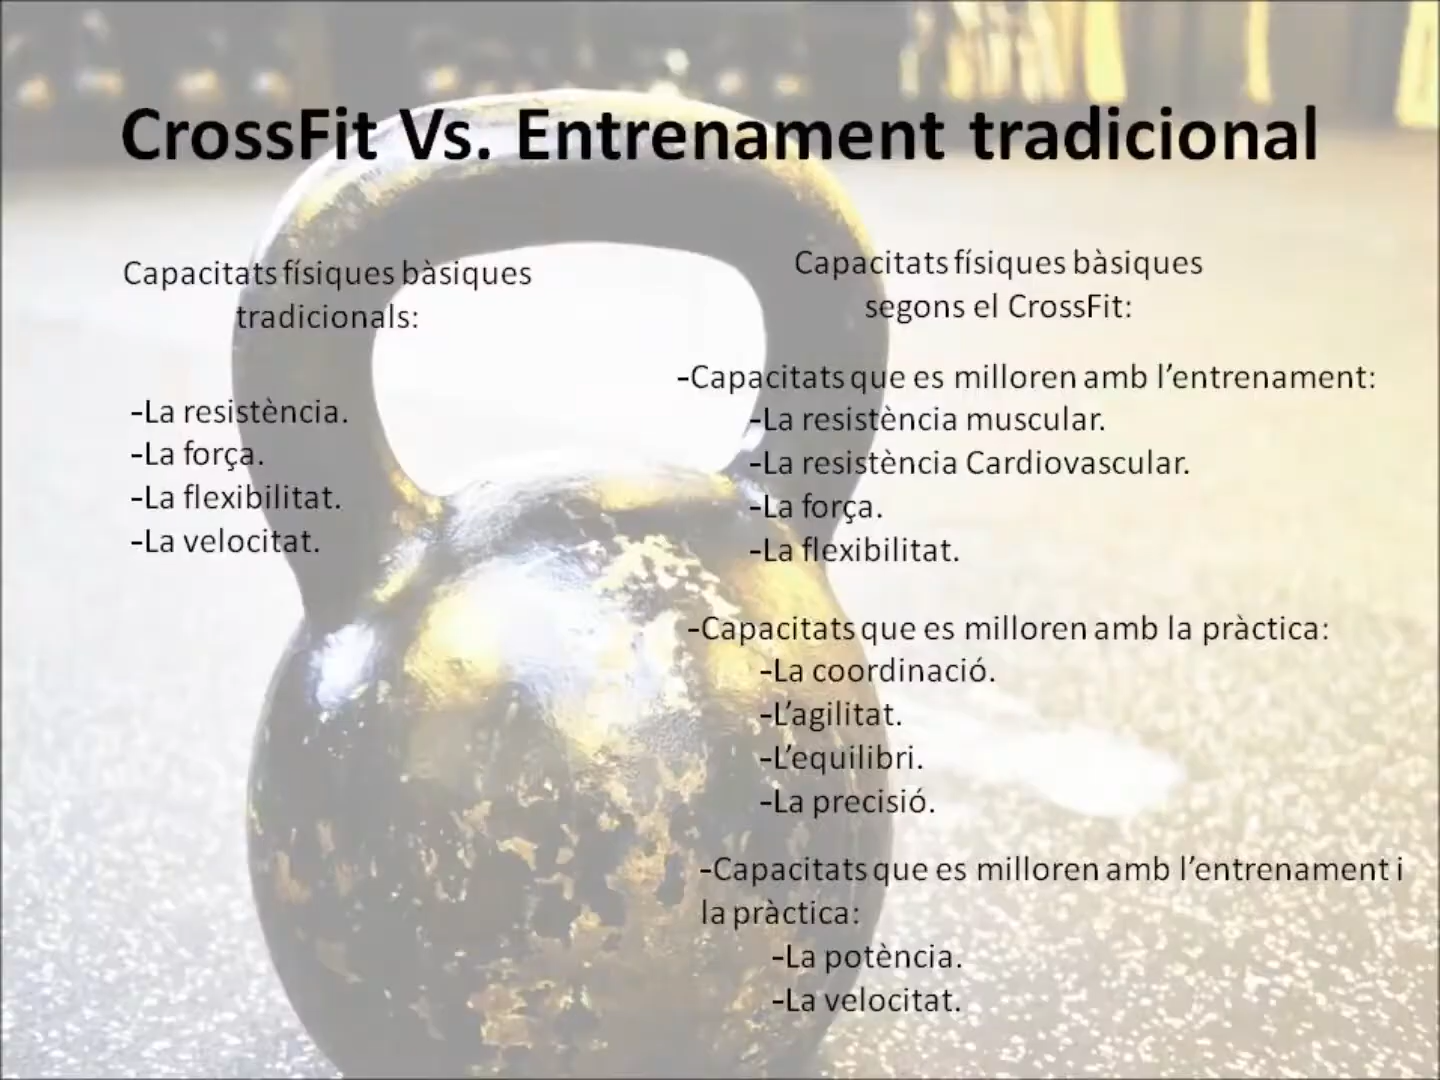 CrossFit Vs. Entrenament tradicional
Capacitats físiques bàsiques
tradicionals:
-La resistència.
-La força.
-La flexibilitat.
-La velocitat.
Capacitats físiques bàsiques
segons el CrossFit:
-Capacitats que es milloren amb l’entrenament:
-La resistència muscular.
-La resistència Cardiovascular.
-La força.
-La flexibilitat.
-Capacitats que es milloren amb la pràctica:
-La coordinació.
-L’agilitat.
-L’equilibri.
-La precisió.
-Capacitats que es milloren amb l’entrenament i
la pràctica:
-La potència.
-La velocitat.